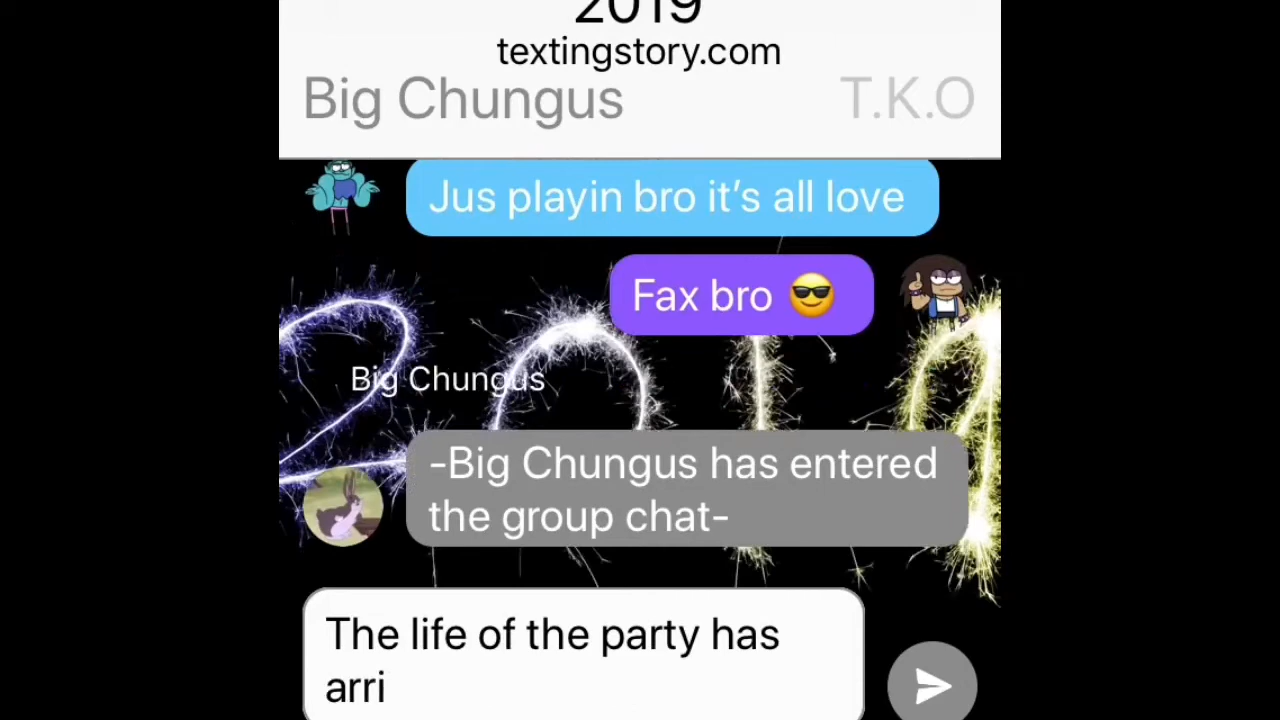 2019
textingstory.com
Big Chungus T.K.O
Jus playin bro it’s all love
Fax bro 😎
Big Chungus
-Big Chungus has entered
the group chat-
The life of the party has
arri